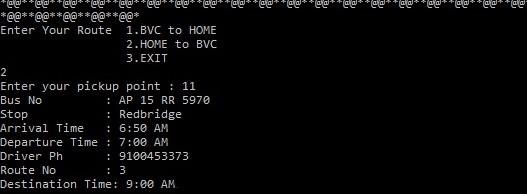 *@@**@@**@@**@@**@@**@@**@@**@@**@@**@@**@@**@@**@@**@@**@@**@@**@@**@@**@@
*@@**@@**@@**@@**@@*
Enter Your Route  1.BVC to HOME
                  2.HOME to BVC
                  3.EXIT
2
Enter your pickup point : 11
Bus No         : AP 15 RR 5970
Stop           : Redbridge
Arrival Time   : 6:50 AM
Departure Time : 7:00 AM
Driver Ph      : 9100453373
Route No       : 3
Destination Time: 9:00 AM